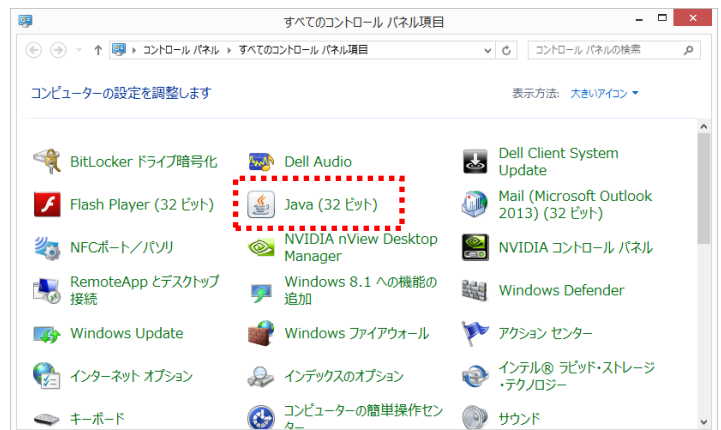 すべてのコントロール パネル項目
コントロール パネル
すべてのコントロール パネル項目
コントロール パネルの検索
コンピューターの設定を調整します
表示方法: 大きいアイコン
BitLocker ドライブ暗号化
Dell Audio
Dell Client System
Update
Flash Player (32 ビット)
Java (32 ビット)
Mail (Microsoft Outlook
2013) (32 ビット)
NFCポート／パソリ
NVIDIA nView Desktop
Manager
NVIDIA コントロール パネル
RemoteApp とデスクトップ
接続
Windows 8.1 への機能の
追加
Windows Defender
Windows Update
Windows ファイアウォール
アクション センター
インターネット オプション
インデックスのオプション
インテル® ラピッド・ストレージ
・テクノロジー
キーボード
コンピューターの簡単操作セン
ター
サウンド